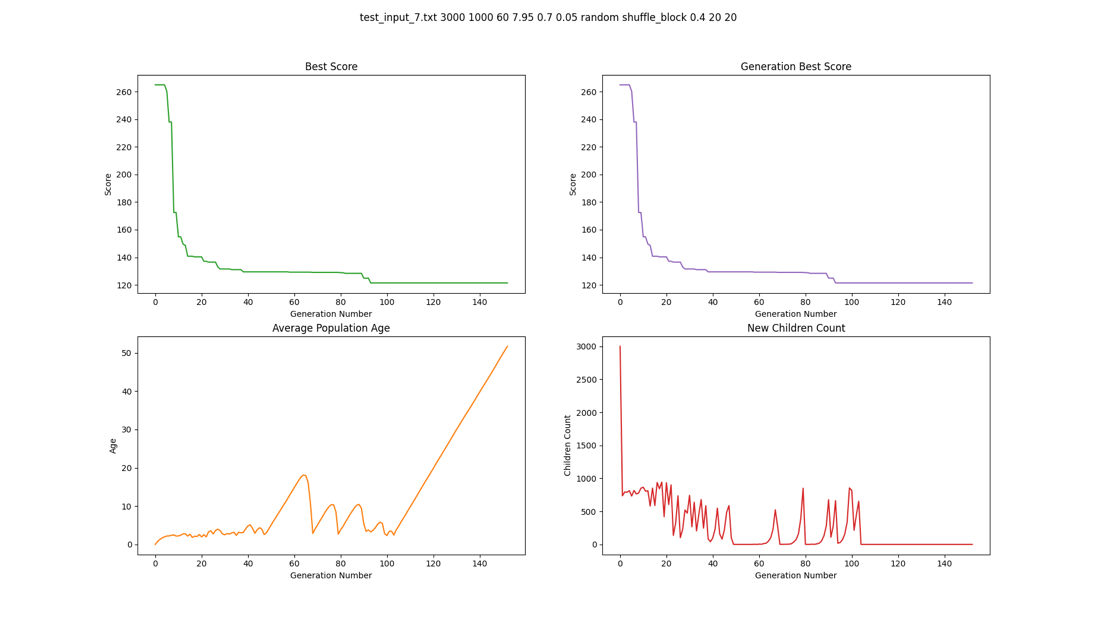 test_input_7.txt 3000 1000 60 7.95 0.7 0.05 random shuffle_block 0.4 20 20
Best Score
Score
260
240
220
200
180
160
140
120
0 20 40 60 80 100 120 140
Generation Number
Generation Best Score
Score
260
240
220
200
180
160
140
120
0 20 40 60 80 100 120 140
Generation Number
Average Population Age
Age
50
40
30
20
10
0
0 20 40 60 80 100 120 140
Generation Number
New Children Count
Children Count
3000
2500
2000
1500
1000
500
0
0 20 40 60 80 100 120 140
Generation Number